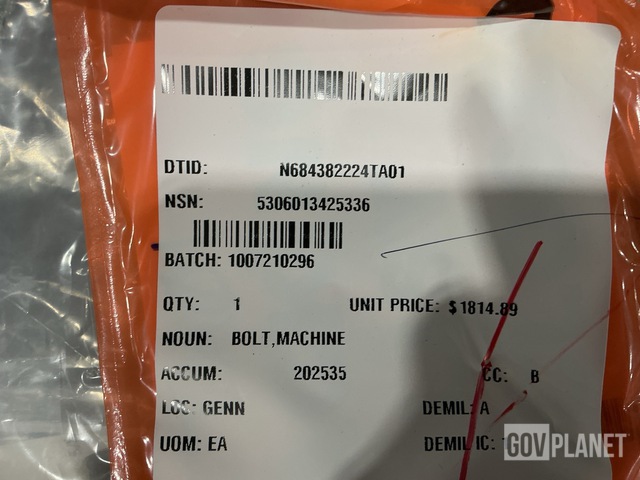 DTID: N684382224TA01
NSN: 5306013425336
BATCH: 1007210296
QTY: 1 UNIT PRICE: $1814.89
NOUN: BOLT,MACHINE
ACCUM: 202535 CC: B
LCS: GENN DEMIL: A
UOM: EA DEMIL IC:
GOVPLANET